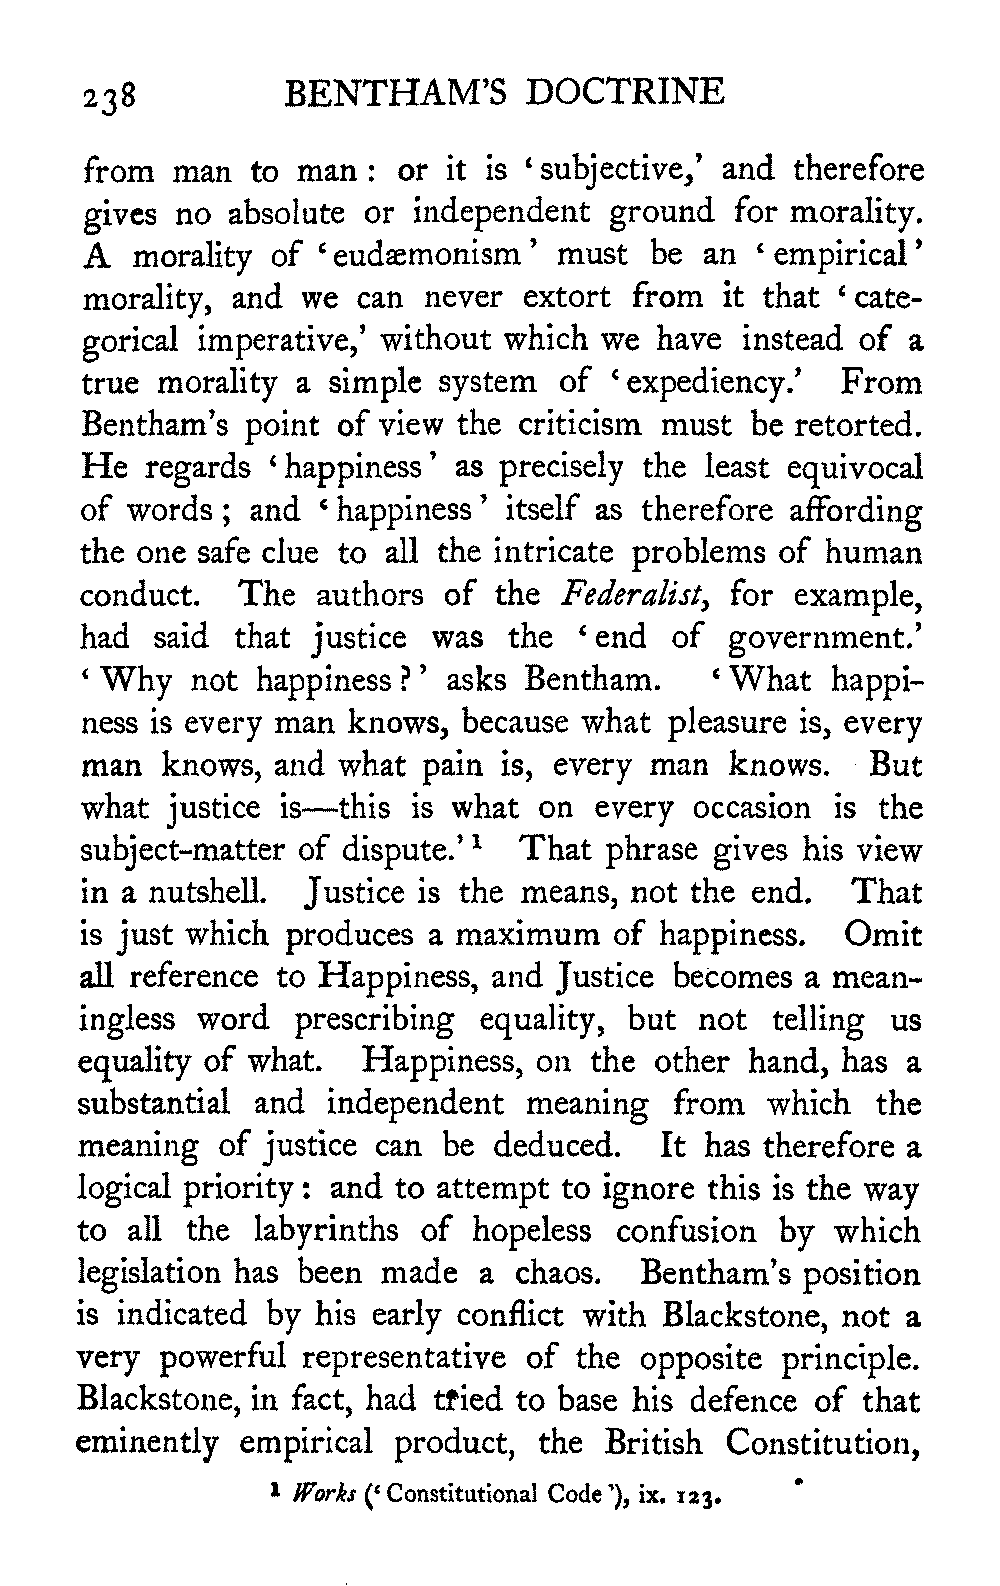 238 BENTHAM'S DOCTRINE
from man to man : or it is ‘ subjective,’ and therefore
gives no absolute or independent ground for morality.
A morality of ‘ eudæmonism ’ must be an ‘ empirical ’
morality, and we can never extort from it that ‘ cate-
gorical imperative,’ without which we have instead of a
true morality a simple system of ‘ expediency.’ From
Bentham's point of view the criticism must be retorted.
He regards ‘ happiness ’ as precisely the least equivocal
of words ; and ‘ happiness ’ itself as therefore affording
the one safe clue to all the intricate problems of human
conduct. The authors of the Federalist, for example,
had said that justice was the ‘ end of government.’
‘ Why not happiness ? ’ asks Bentham. ‘ What happi-
ness is every man knows, because what pleasure is, every
man knows, and what pain is, every man knows. But
what justice is—this is what on every occasion is the
subject-matter of dispute.’ ¹ That phrase gives his view
in a nutshell. Justice is the means, not the end. That
is just which produces a maximum of happiness. Omit
all reference to Happiness, and Justice becomes a mean-
ingless word prescribing equality, but not telling us
equality of what. Happiness, on the other hand, has a
substantial and independent meaning from which the
meaning of justice can be deduced. It has therefore a
logical priority : and to attempt to ignore this is the way
to all the labyrinths of hopeless confusion by which
legislation has been made a chaos. Bentham's position
is indicated by his early conflict with Blackstone, not a
very powerful representative of the opposite principle.
Blackstone, in fact, had tried to base his defence of that
eminently empirical product, the British Constitution,
¹ Works (‘ Constitutional Code ’), ix. 123.